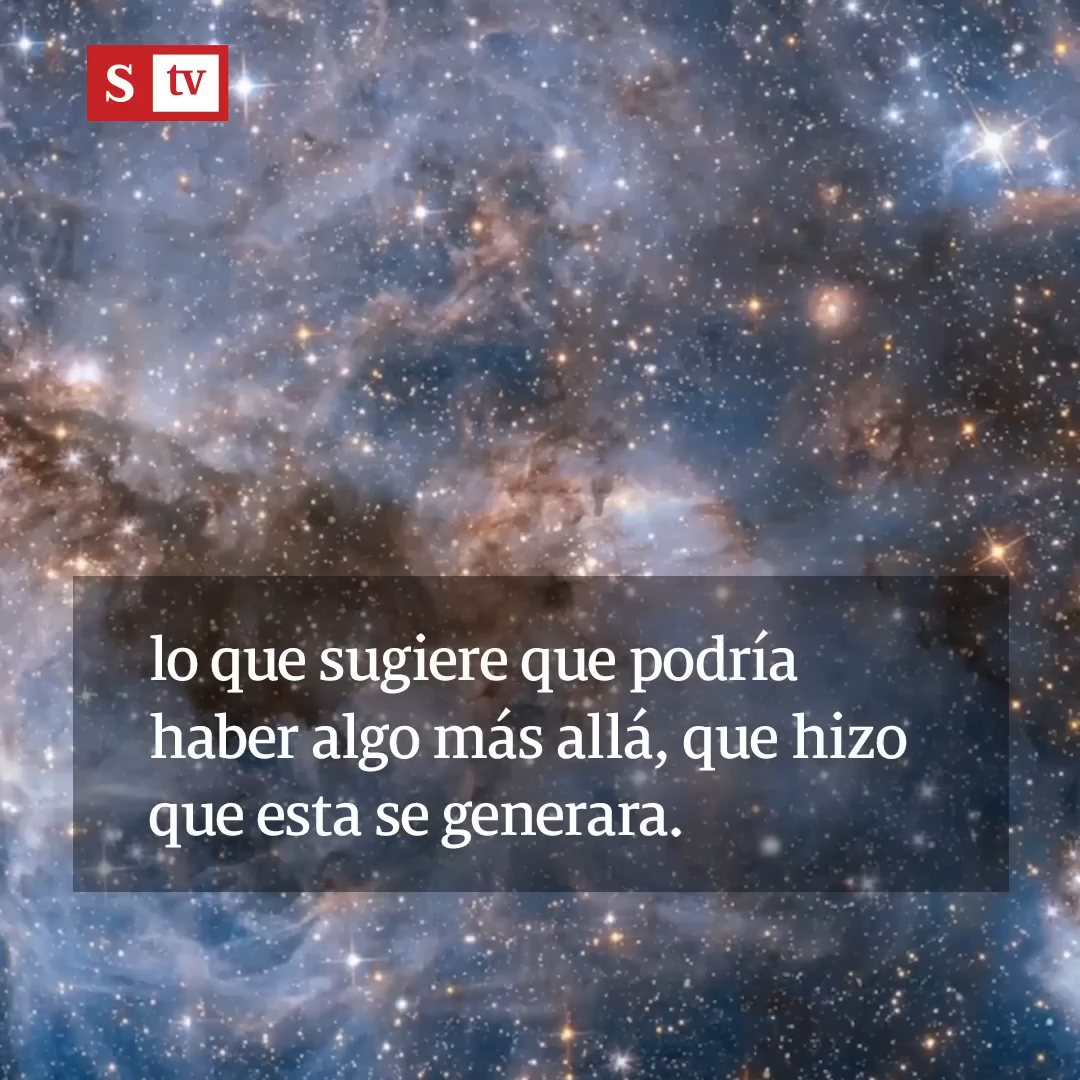 S tv
lo que sugiere que podría
haber algo más allá, que hizo
que esta se generara.